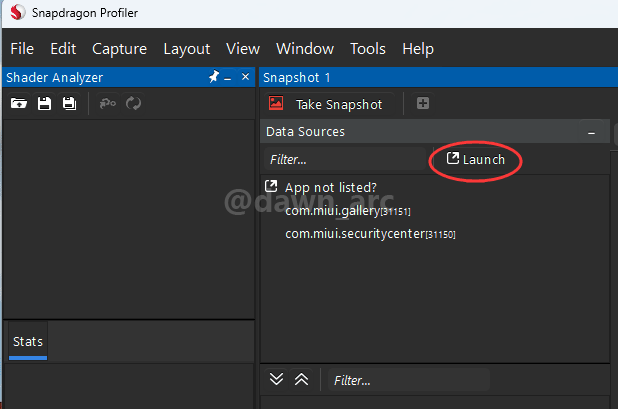 Snapdragon Profiler
File Edit Capture Layout View Window Tools Help
Shader Analyzer
Snapshot 1
Take Snapshot
Data Sources
Filter...
Launch
App not listed?
@dawn_arc
com.miui.gallery[31151]
com.miui.securitycenter[31150]
Stats
Filter...